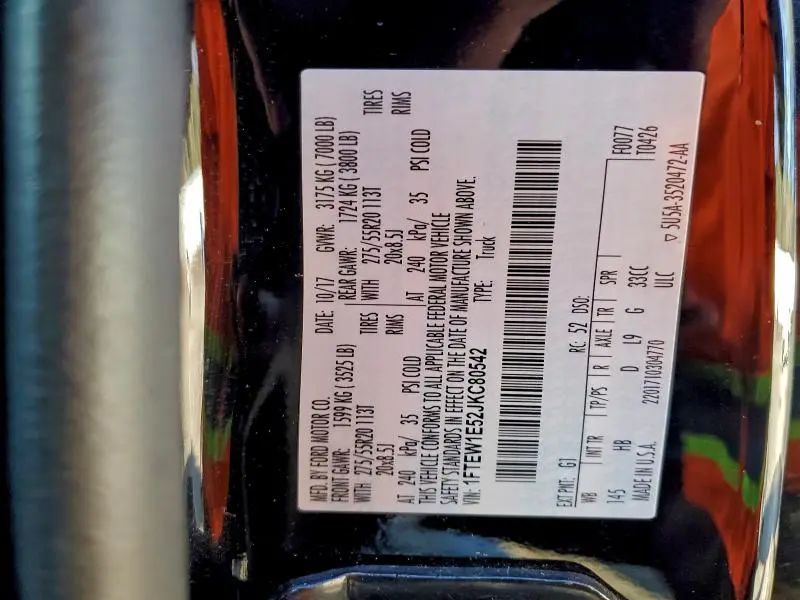 MFD. BY FORD MOTOR CO. DATE: 10/17 GVWR: 3175 KG ( 7000 LB)
FRONT GAWR: 1599 KG ( 3525 LB) REAR GAWR: 1724 KG ( 3800 LB)
WITH 275/55R20 113T TIRES WITH 275/55R20 113T TIRES
20x8.5J RIMS 20x8.5J RIMS
AT 240 kPa/ 35 PSI COLD AT 240 kPa/ 35 PSI COLD
THIS VEHICLE CONFORMS TO ALL APPLICABLE FEDERAL MOTOR VEHICLE
SAFETY STANDARDS IN EFFECT ON THE DATE OF MANUFACTURE SHOWN ABOVE.
VIN: 1FTEW1E52JKC80542 TYPE: Truck
EXT PNT: G1 RC: 52 DSO: F0077
WB INT TR TP/PS R AXLE TR SPR T0426
145 HB D L9 G 33CC
MADE IN U.S.A. 2201710304770 ULC
▽ 5U5A-3520472-AA